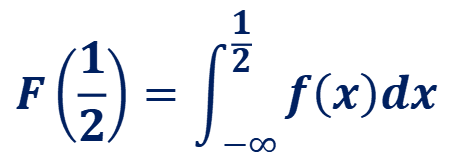 F(1/2) = ∫_{-∞}^{1/2} f(x)dx